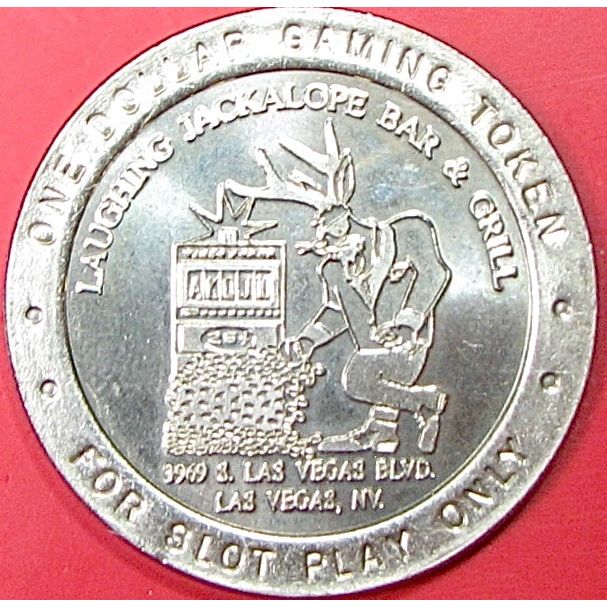 ONE DOLLAR GAMING TOKEN
LAUGHING JACKALOPE BAR & GRILL
3969 S. LAS VEGAS BLVD.
LAS VEGAS, NV.
FOR SLOT PLAY ONLY